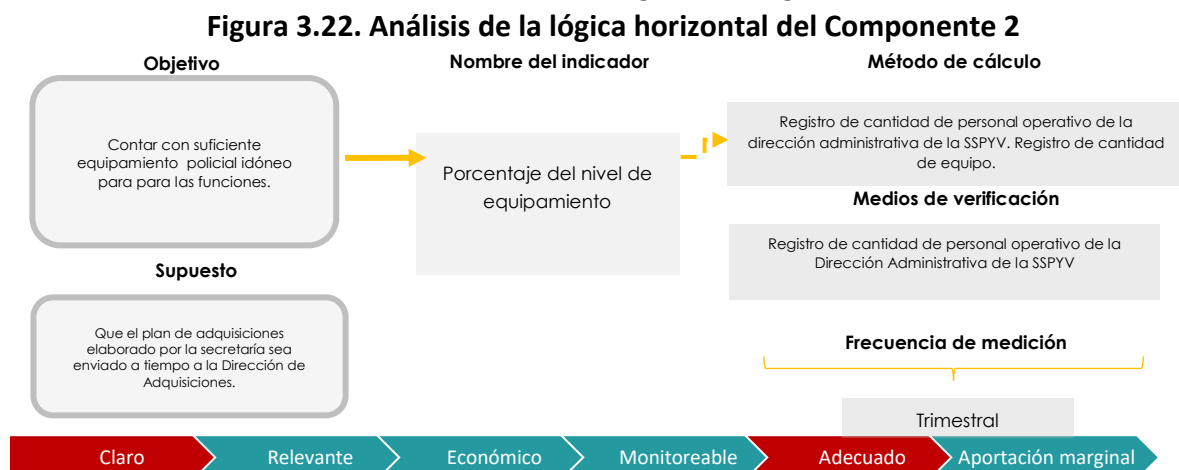 Figura 3.22. Análisis de la lógica horizontal del Componente 2
Objetivo
Contar con suficiente
equipamiento policial idóneo
para para las funciones.
Supuesto
Que el plan de adquisiciones
elaborado por la secretaría sea
enviado a tiempo a la Dirección de
Adquisiciones.
Nombre del indicador
Porcentaje del nivel de
equipamiento
Método de cálculo
Registro de cantidad de personal operativo de la
dirección administrativa de la SSPYV. Registro de cantidad
de equipo.
Medios de verificación
Registro de cantidad de personal operativo de la
Dirección Administrativa de la SSPYV
Frecuencia de medición
Trimestral
Claro
Relevante
Económico
Monitoreable
Adecuado
Aportación marginal